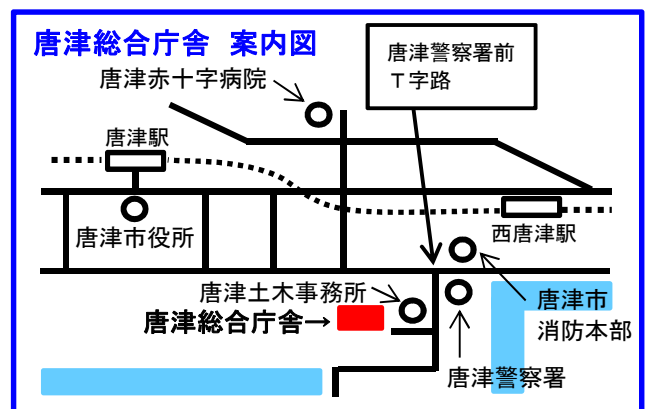 唐津総合庁舎 案内図
唐津警察署前
T字路
唐津赤十字病院
唐津駅
唐津市役所
西唐津駅
唐津土木事務所
唐津総合庁舎→
唐津市
消防本部
唐津警察署